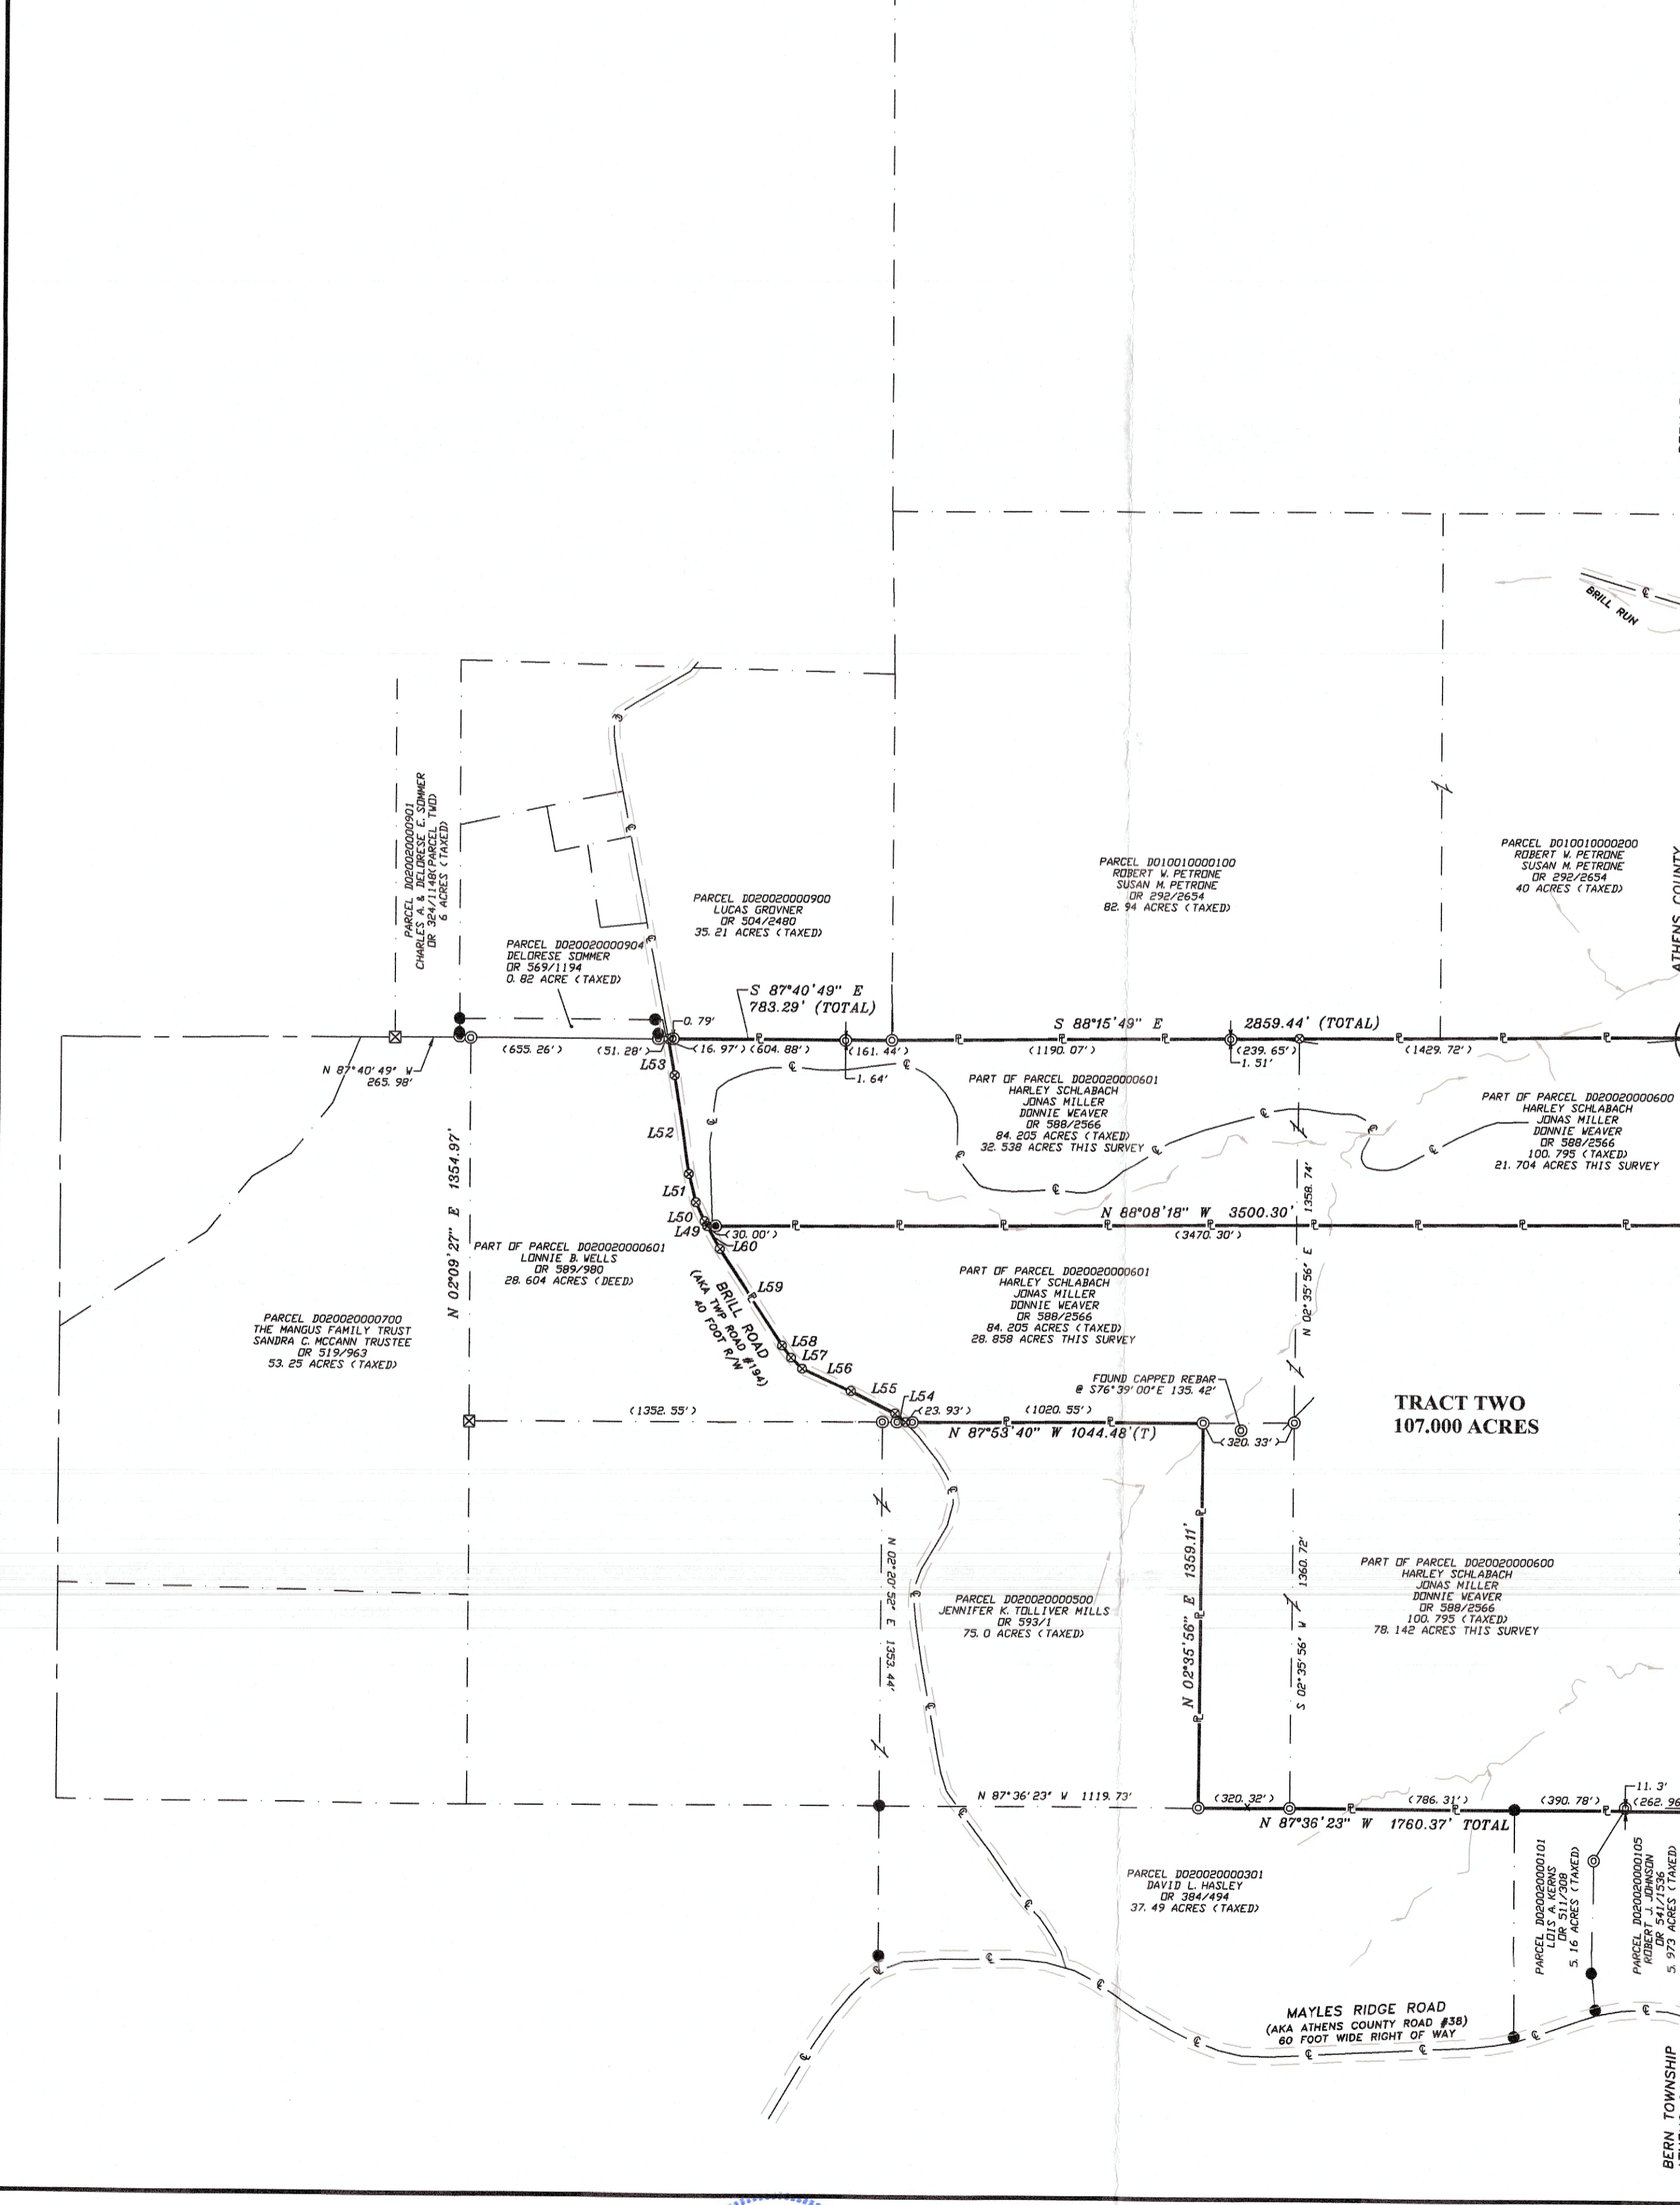 BRILL RUN
PARCEL D020020000901
CHARLES A. & DELORESE E. SOMMER
OR 324/1148(PARCEL TWO)
6 ACRES (TAXED)
PARCEL D020020000904
DELORESE SOMMER
OR 569/1194
0.82 ACRE (TAXED)
PARCEL D020020000900
LUCAS GROVNER
OR 504/2480
35.21 ACRES (TAXED)
PARCEL D010010000100
ROBERT W. PETRONE
SUSAN M. PETRONE
OR 292/2654
82.94 ACRES (TAXED)
PARCEL D010010000200
ROBERT W. PETRONE
SUSAN M. PETRONE
OR 292/2654
40 ACRES (TAXED)
ATHENS COUNTY
S 87°40'49" E
783.29' (TOTAL)
0.79'
S 88°15'49" E 2859.44' (TOTAL)
(655.26')
(51.28')
(16.97')
(604.88')
(161.44')
(1190.07')
(239.65')
(1429.72')
N 87°40'49" W
265.98'
1.64'
1.51'
L53
L52
L51
L50
L49
L60
L59
L58
L57
L56
L55
L54
PART OF PARCEL D020020000601
HARLEY SCHLABACH
JONAS MILLER
DONNIE WEAVER
OR 588/2566
84.205 ACRES (TAXED)
32.538 ACRES THIS SURVEY
PART OF PARCEL D020020000600
HARLEY SCHLABACH
JONAS MILLER
DONNIE WEAVER
OR 588/2566
100.795 (TAXED)
21.704 ACRES THIS SURVEY
N 02°09'27" E 1354.97'
N 02°35'56" E 1358.74'
N 88°08'18" W 3500.30'
(30.00')
(3470.30')
PART OF PARCEL D020020000601
LONNIE B. WELLS
OR 589/980
28.604 ACRES (DEED)
BRILL ROAD
(AKA TWP ROAD #194)
40 FOOT R/W
PART OF PARCEL D020020000601
HARLEY SCHLABACH
JONAS MILLER
DONNIE WEAVER
OR 588/2566
84.205 ACRES (TAXED)
28.858 ACRES THIS SURVEY
PARCEL D020020000700
THE MANGUS FAMILY TRUST
SANDRA C. MCCANN TRUSTEE
OR 519/963
53.25 ACRES (TAXED)
FOUND CAPPED REBAR
@ S76°39'00"E 135.42'
TRACT TWO
107.000 ACRES
(1352.55')
(23.93')
(1020.55')
N 87°53'40" W 1044.48'(T)
(320.33')
N 02°20'52" E 1353.44'
N 02°35'56" E 1359.11'
S 02°35'56" W 1360.72'
PARCEL D020020000500
JENNIFER K. TOLLIVER MILLS
OR 593/1
75.0 ACRES (TAXED)
PART OF PARCEL D020020000600
HARLEY SCHLABACH
JONAS MILLER
DONNIE WEAVER
OR 588/2566
100.795 (TAXED)
78.142 ACRES THIS SURVEY
N 87°36'23" W 1119.73'
(320.32')
(786.31')
(390.78')
11.3'
(262.96
N 87°36'23" W 1760.37' TOTAL
PARCEL D020020000301
DAVID L. HASLEY
OR 384/494
37.49 ACRES (TAXED)
PARCEL D020020000101
LOIS A. KERNS
OR 511/308
5.16 ACRES (TAXED)
PARCEL D020020000105
ROBERT J. JOHNSON
OR 541/1536
5.973 ACRES (TAXED)
MAYLES RIDGE ROAD
(AKA ATHENS COUNTY ROAD #38)
60 FOOT WIDE RIGHT OF WAY
BERN TOWNSHIP